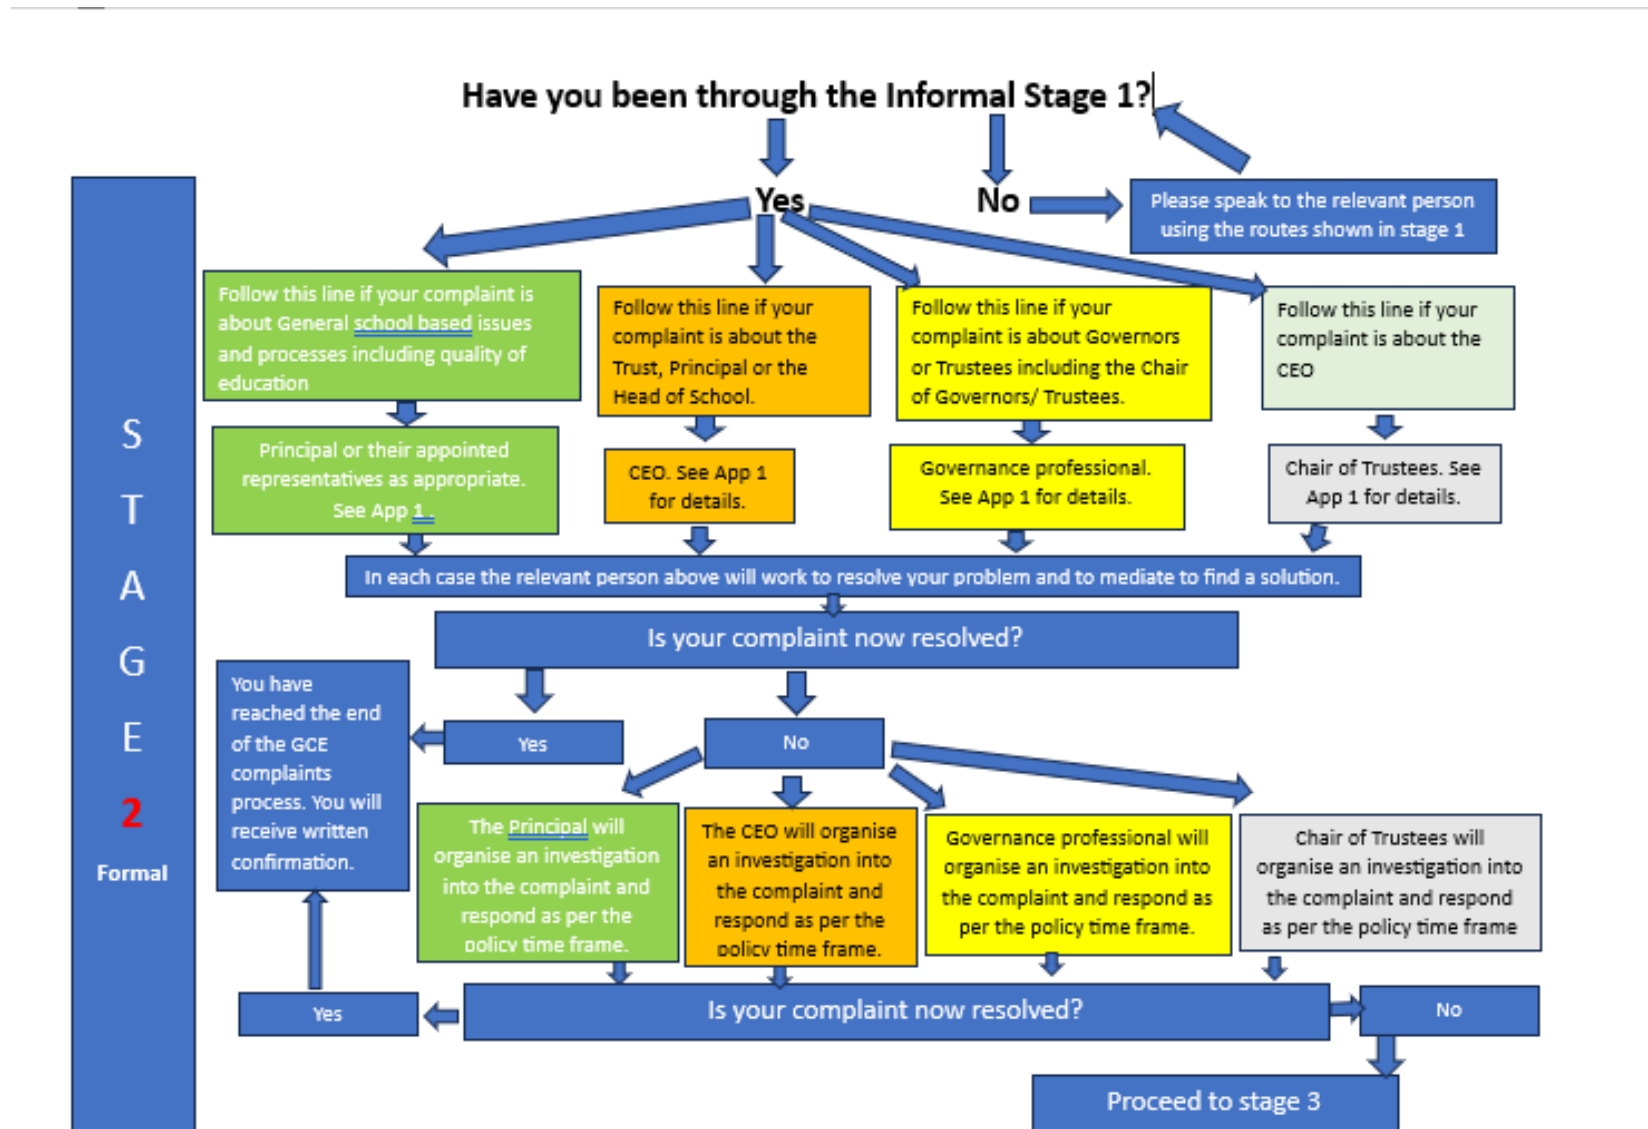 Have you been through the Informal Stage 1?
Yes
No
Please speak to the relevant person
using the routes shown in stage 1
S
T
A
G
E
2
Formal
Follow this line if your complaint is
about General school based issues
and processes including quality of
education
Follow this line if your
complaint is about the
Trust, Principal or the
Head of School.
Follow this line if your
complaint is about Governors
or Trustees including the Chair
of Governors/ Trustees.
Follow this line if your
complaint is about the
CEO
Principal or their appointed
representatives as appropriate.
See App 1 .
CEO. See App 1
for details.
Governance professional.
See App 1 for details.
Chair of Trustees. See
App 1 for details.
In each case the relevant person above will work to resolve your problem and to mediate to find a solution.
Is your complaint now resolved?
Yes
No
You have
reached the end
of the GCE
complaints
process. You will
receive written
confirmation.
The Principal will
organise an investigation
into the complaint and
respond as per the
policy time frame.
The CEO will organise
an investigation into
the complaint and
respond as per the
policy time frame.
Governance professional will
organise an investigation into
the complaint and respond as
per the policy time frame.
Chair of Trustees will
organise an investigation into
the complaint and respond
as per the policy time frame
Yes
Is your complaint now resolved?
No
Proceed to stage 3